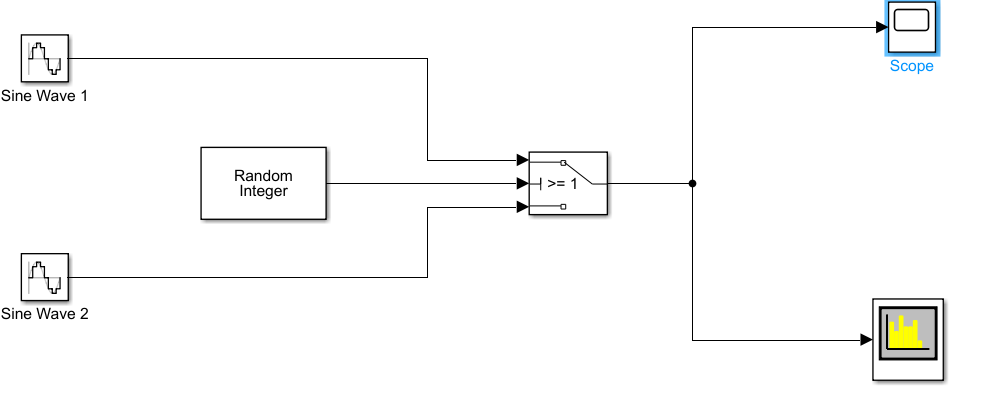 Scope
Sine Wave 1
Random
Integer
>= 1
Sine Wave 2